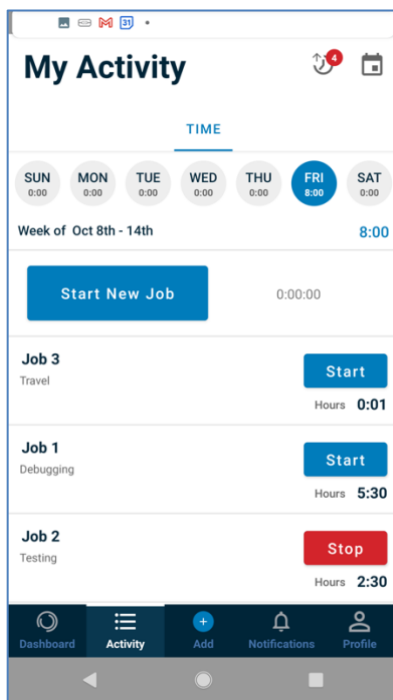 31
My Activity
4
TIME
SUN MON TUE WED THU FRI SAT
0:00 0:00 0:00 0:00 0:00 8:00 0:00
Week of Oct 8th - 14th 8:00
Start New Job 0:00:00
Job 3
Travel
Start
Hours 0:01
Job 1
Debugging
Start
Hours 5:30
Job 2
Testing
Stop
Hours 2:30
Dashboard Activity Add Notifications Profile